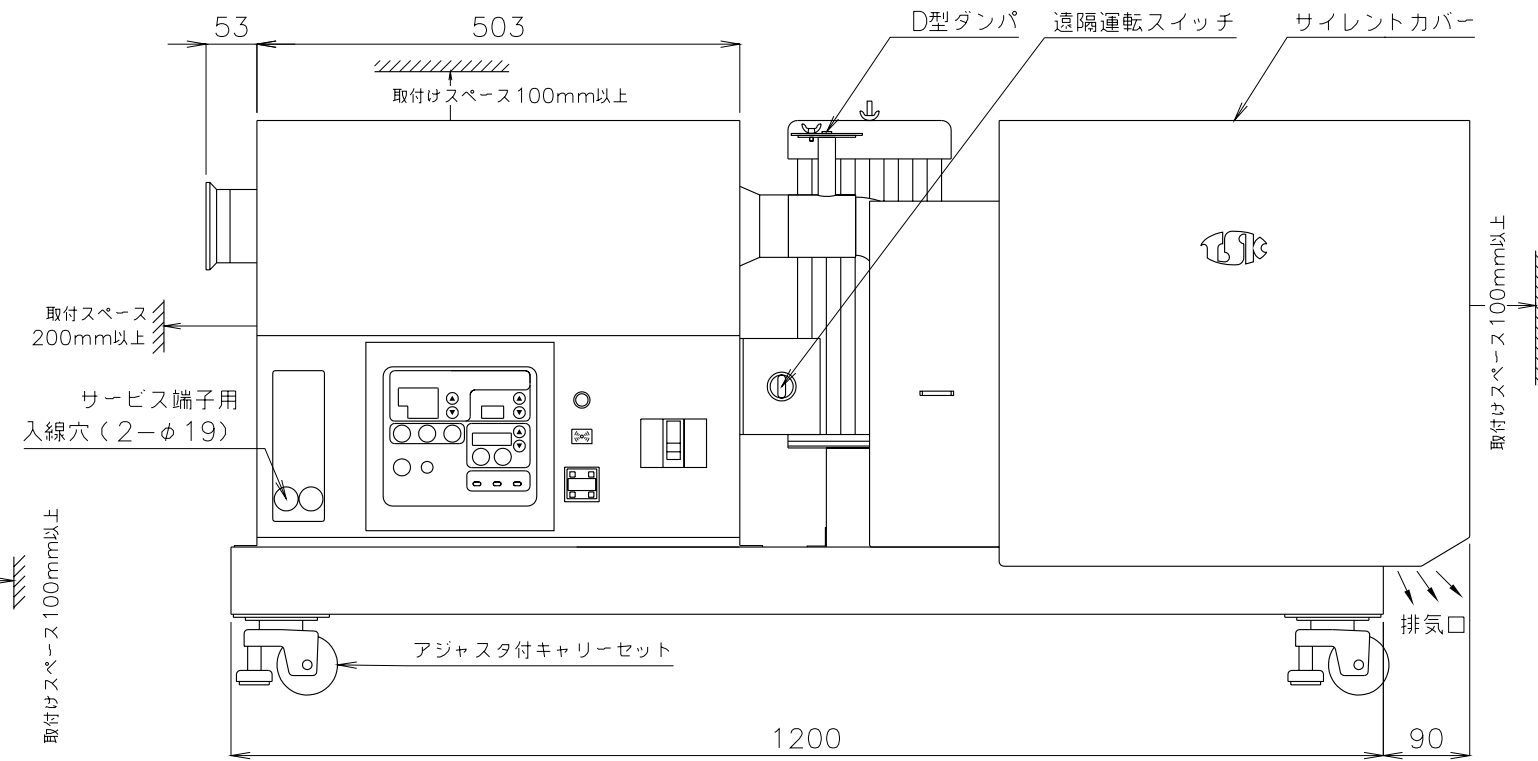 53
503
D型ダンパ
遠隔運転スイッチ
サイレントカバー
取付けスペース100mm以上
取付スペース
200mm以上
取付けスペース100mm以上
サービス端子用
入線穴(2-φ19)
取付けスペース100mm以上
排気口
アジャスタ付キャリーセット
1200
90
TSK